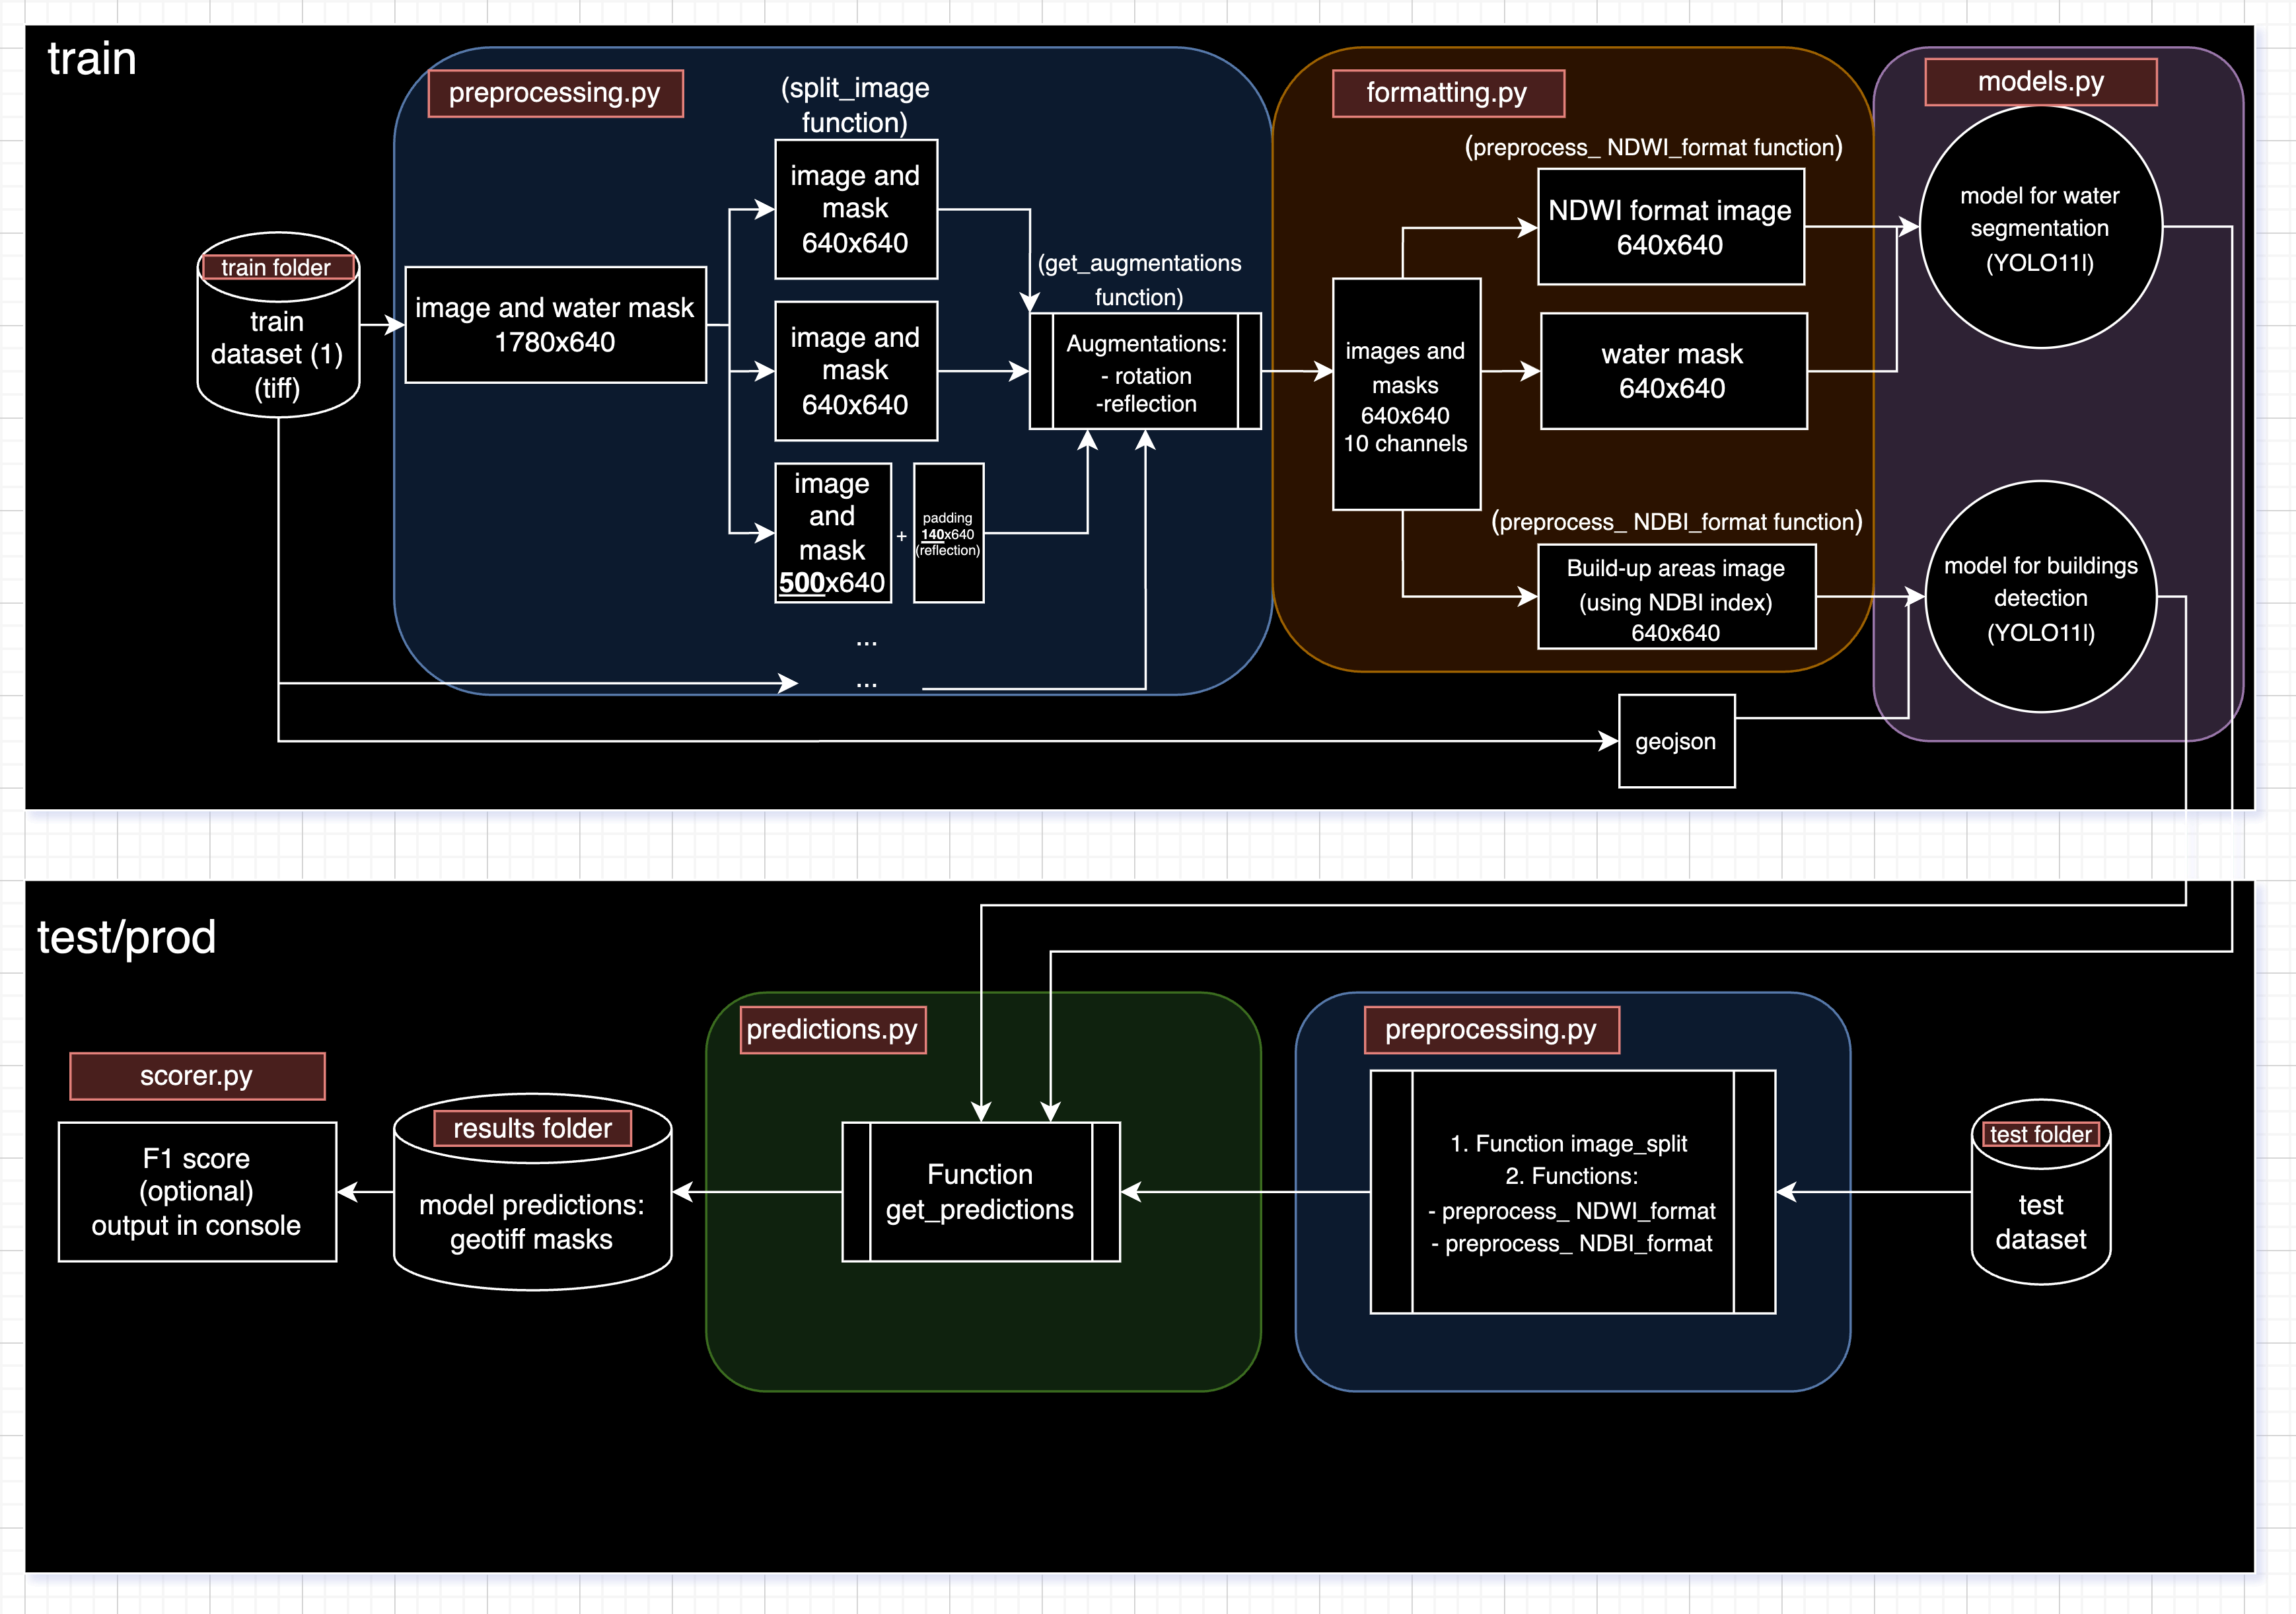 train
preprocessing.py
(split_image
function)
train folder
train
dataset (1)
(tiff)
image and water mask
1780x640
image and
mask
640x640
image and
mask
640x640
image
and
mask
500x640
+
padding
140x640
(reflection)
...
...
(get_augmentations
function)
Augmentations:
- rotation
-reflection
formatting.py
(preprocess_ NDWI_format function)
NDWI format image
640x640
images and
masks
640x640
10 channels
water mask
640x640
(preprocess_ NDBI_format function)
Build-up areas image
(using NDBI index)
640x640
geojson
models.py
model for water
segmentation
(YOLO11l)
model for buildings
detection
(YOLO11l)
test/prod
scorer.py
F1 score
(optional)
output in console
results folder
model predictions:
geotiff masks
predictions.py
Function
get_predictions
preprocessing.py
1. Function image_split
2. Functions:
- preprocess_ NDWI_format
- preprocess_ NDBI_format
test folder
test
dataset